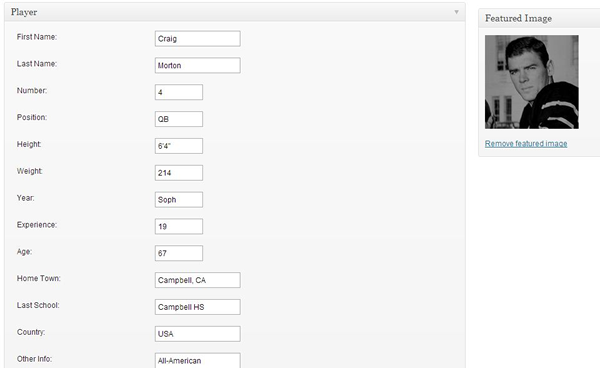 Player
First Name: Craig
Last Name: Morton
Number: 4
Position: QB
Height: 6'4"
Weight: 214
Year: Soph
Experience: 19
Age: 67
Home Town: Campbell, CA
Last School: Campbell HS
Country: USA
Other Info: All-American
Featured Image
Remove featured image